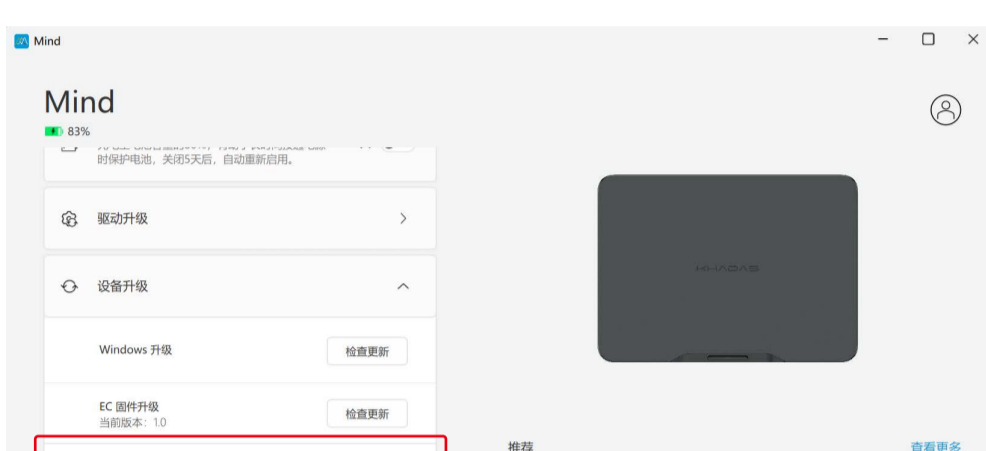 Mind
Mind
83%
时保护电池，关闭5天后，自动重新启用。
驱动升级
设备升级
KHADAS
Windows 升级
检查更新
EC 固件升级
当前版本：1.0
检查更新
推荐
查看更多